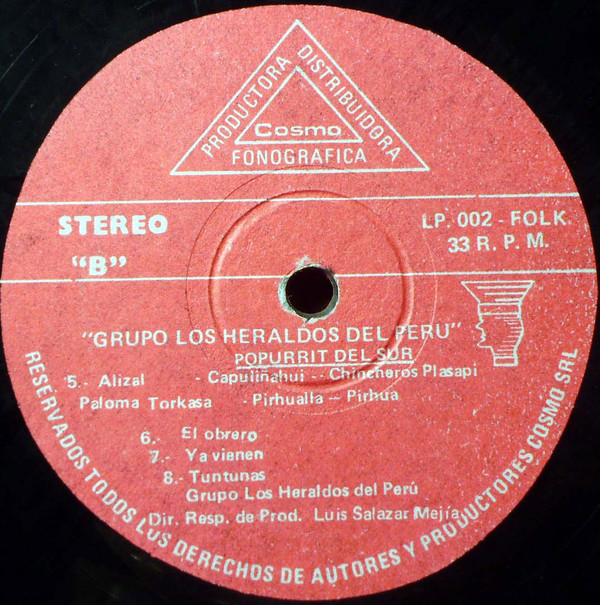 PRODUCTORA DISTRIBUIDORA
Cosmo
FONOGRAFICA
STEREO
"B"
LP. 002 - FOLK.
33 R. P. M.
"GRUPO LOS HERALDOS DEL PERU"
POPURRIT DEL SUR
5.- Alizal - Capuliñahui -- Chincheros Plasapi
Paloma Torkasa - Pirhualla -- Pirhua
6.- El obrero
7.- Ya vienen
8.- Tuntunas
Grupo Los Heraldos del Perú
Dir. Resp. de Prod. Luis Salazar Mejía
RESERVADOS TODOS LOS DERECHOS DE AUTORES Y PRODUCTORES COSMO SRL